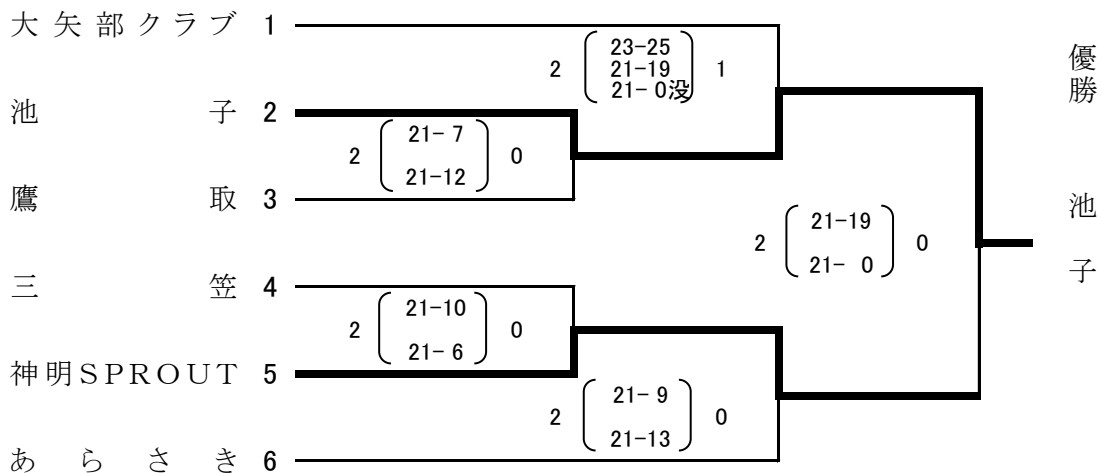 大矢部クラブ 1
2 23-25 1
21-19
21- 0没
優勝
池子 2
2 21- 7 0
21-12
鷹取 3
2 21-19 0
21- 0
池子
三笠 4
2 21-10 0
21- 6
神明SPROUT 5
2 21- 9 0
21-13
あらさき 6